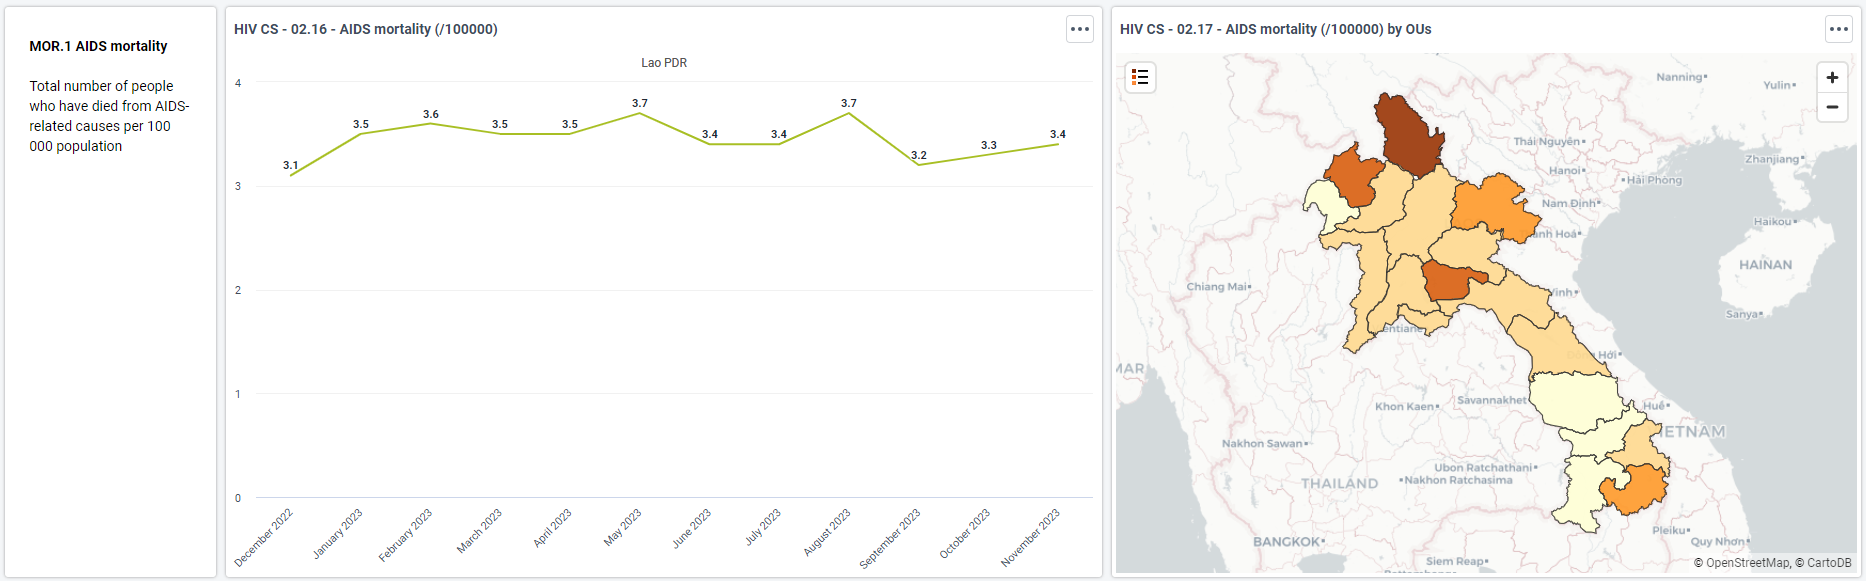 MOR.1 AIDS mortality
Total number of people
who have died from AIDS-
related causes per 100
000 population
HIV CS - 02.16 - AIDS mortality (/100000)
Lao PDR
4
3
2
1
0
3.1
3.5
3.6
3.5
3.5
3.7
3.4
3.4
3.7
3.2
3.3
3.4
December 2022
January 2023
February 2023
March 2023
April 2023
May 2023
June 2023
July 2023
August 2023
September 2023
October 2023
November 2023
HIV CS - 02.17 - AIDS mortality (/100000) by OUs
+
−
Nanning
Yulin
Thái Nguyên
Zhanjiang
Hanoi
Hải Phòng
Nam Định
Haikou
anh Hoá
HAINAN
Chiang Mai
Vinh
Sanya
entiane
Đồng Hới
MAR
Khon Kaen
Savannakhet
Huế
IETNAM
Nakhon Sawan
Ubon Ratchathani
Nakhon Ratchasima
THAILAND
Pleiku
Quy Nhơn
BANGKOK
Siem Reap
© OpenStreetMap, © CartoDB